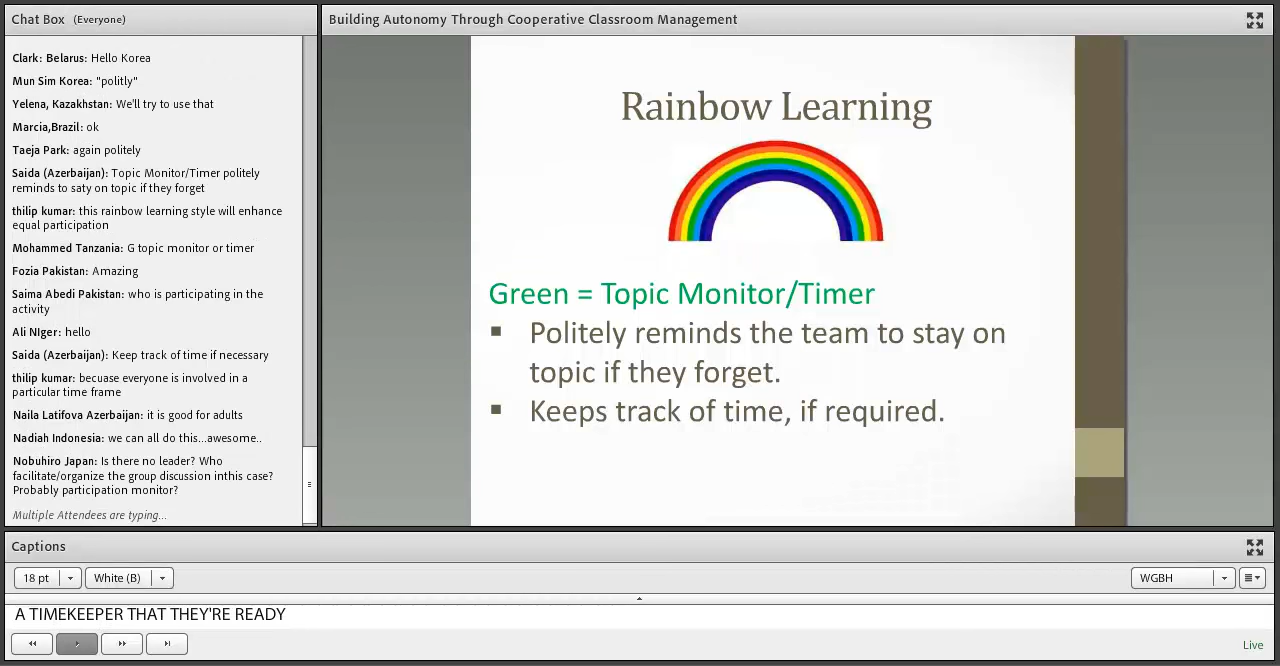 Chat Box (Everyone)
Clark: Belarus: Hello Korea
Mun Sim Korea: "politly"
Yelena, Kazakhstan: We'll try to use that
Marcia,Brazil: ok
Taeja Park: again politely
Saida (Azerbaijan): Topic Monitor/Timer politely
reminds to saty on topic if they forget
thilip kumar: this rainbow learning style will enhance
equal participation
Mohammed Tanzania: G topic monitor or timer
Fozia Pakistan: Amazing
Saima Abedi Pakistan: who is participating in the
activity
Ali NIger: hello
Saida (Azerbaijan): Keep track of time if necessary
thilip kumar: becuase everyone is involved in a
particular time frame
Naila Latifova Azerbaijan: it is good for adults
Nadiah Indonesia: we can all do this...awesome..
Nobuhiro Japan: Is there no leader? Who
facilitate/organize the group discussion inthis case?
Probably participation monitor?
Multiple Attendees are typing...
Building Autonomy Through Cooperative Classroom Management
Rainbow Learning
Green = Topic Monitor/Timer
Politely reminds the team to stay on
topic if they forget.
Keeps track of time, if required.
Captions
18 pt
White (B)
WGBH
A TIMEKEEPER THAT THEY'RE READY
Live